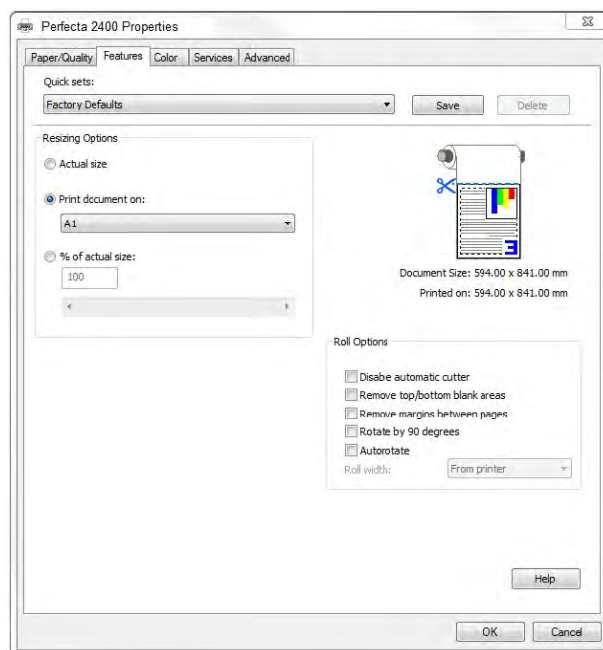 Perfecta 2400 Properties
Paper/Quality Features Color Services Advanced
Quick sets:
Factory Defaults Save Delete
Resizing Options
Actual size
Print document on:
A1
% of actual size:
100
Document Size: 594.00 x 841.00 mm
Printed on: 594.00 x 841.00 mm
Roll Options
Disabe automatic cutter
Remove top/bottom blank areas
Remove margins between pages
Rotate by 90 degrees
Autorotate
Roll width: From printer
Help
OK Cancel